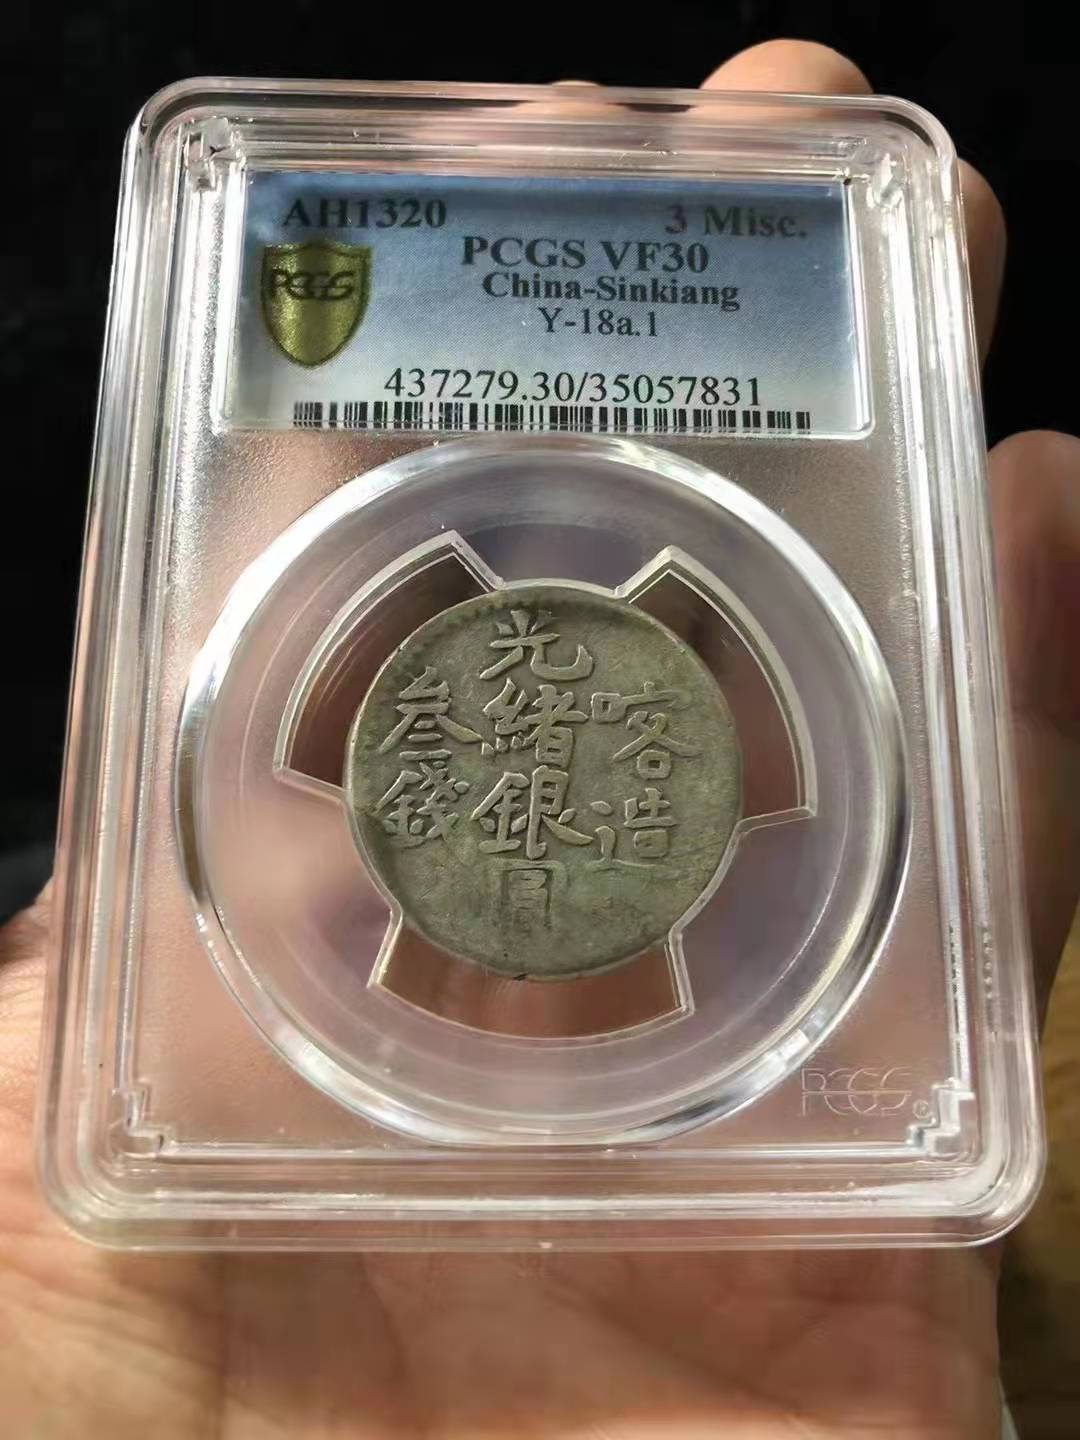 AH1320 3 Misc.
PCGS VF30
China-Sinkiang
Y-18a.1
437279.30/35057831
PCGS
光緒銀圓
喀造
叁錢
PCGS®